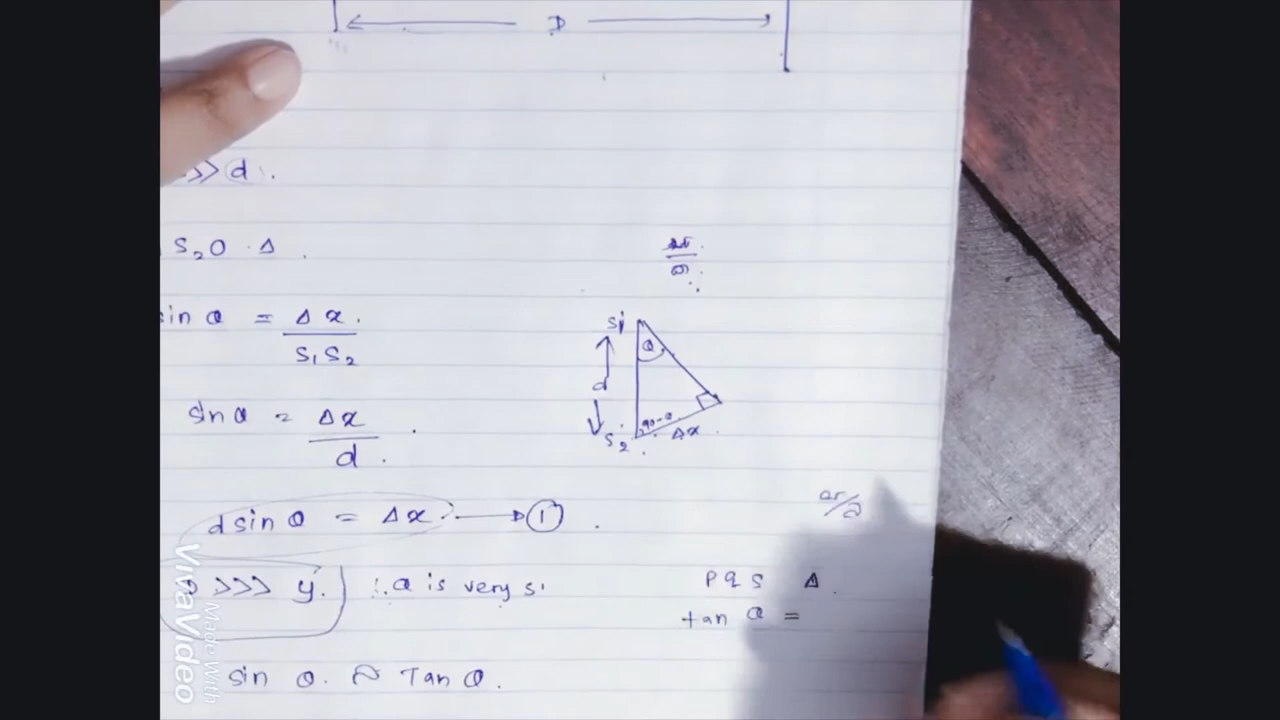 D
>>> d.
S₂O Δ.
sin θ = Δx.
S₁S₂
sin θ = Δx
d.
S₁
θ
d
90-θ
S₂
Δx
d sin θ = Δx → ①.
D >>> y. ∴ θ is very s
sin θ. ≈ Tan θ.
PQS Δ.
tan θ =
Made With
VivaVideo